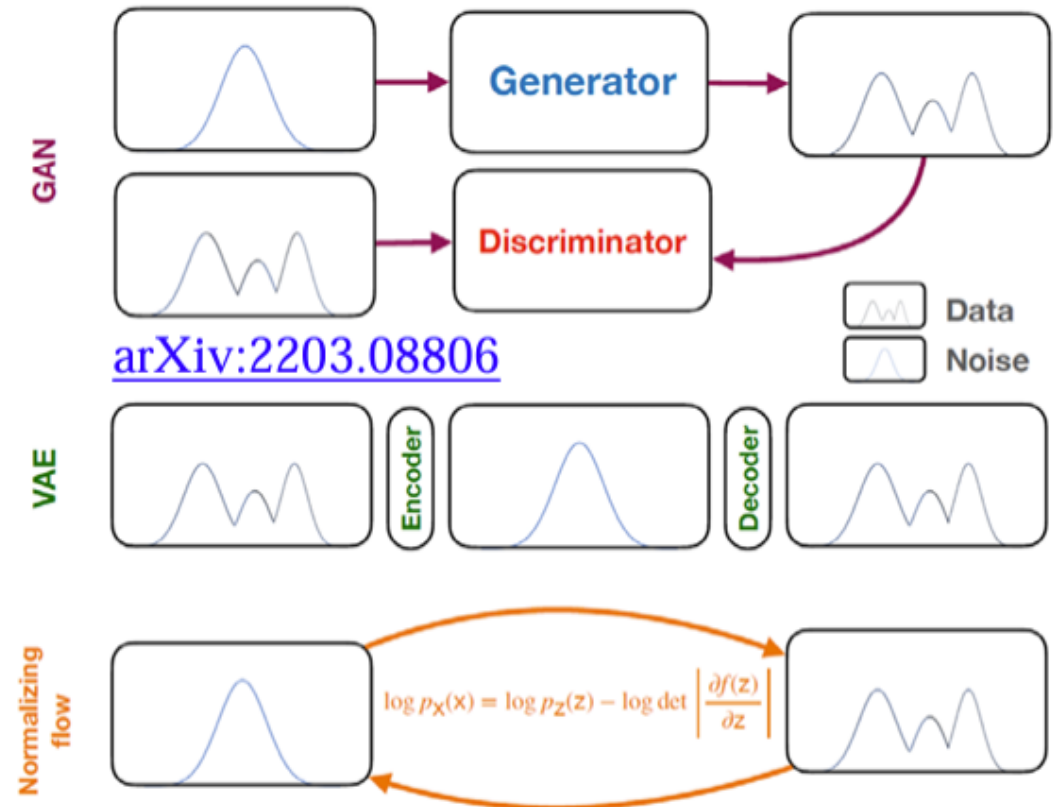 GAN
Generator
Discriminator
Data
Noise
arXiv:2203.08806
VAE
Encoder
Decoder
Normalizing
flow
log p_X(x) = log p_Z(z) − log det |∂f(z)/∂z|